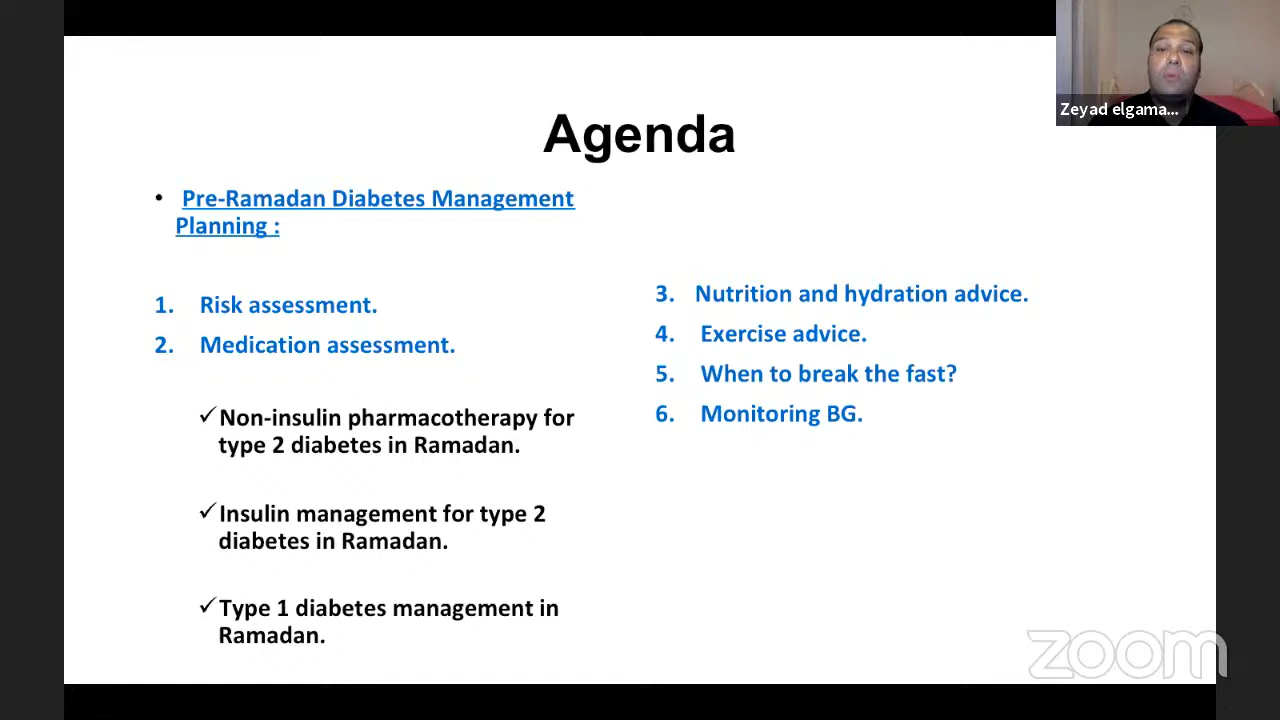 Agenda
• Pre-Ramadan Diabetes Management
Planning :
1. Risk assessment.
2. Medication assessment.
✓Non-insulin pharmacotherapy for
type 2 diabetes in Ramadan.
✓Insulin management for type 2
diabetes in Ramadan.
✓Type 1 diabetes management in
Ramadan.
3. Nutrition and hydration advice.
4. Exercise advice.
5. When to break the fast?
6. Monitoring BG.
Zeyad elgama...
zoom